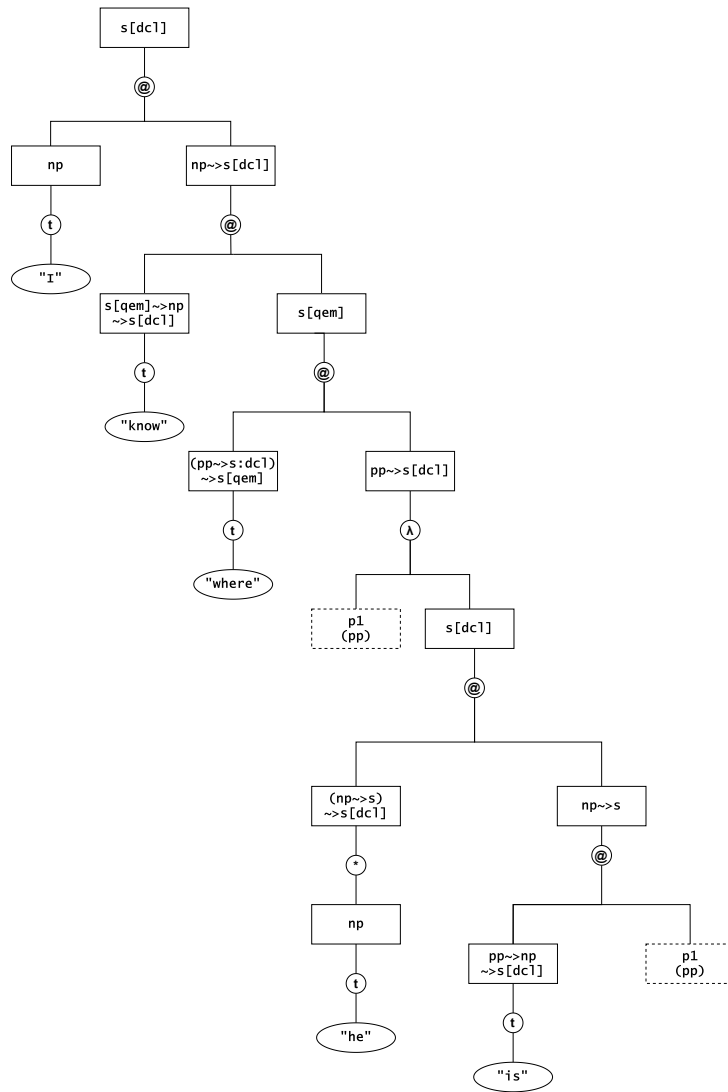 s[dcl]
@
np
np~>s[dcl]
t
@
"I"
s[qem]~>np
~>s[dcl]
s[qem]
t
@
"know"
(pp~>s:dcl)
~>s[qem]
pp~>s[dcl]
t
λ
"where"
p1
(pp)
s[dcl]
@
(np~>s)
~>s[dcl]
np~>s
*
@
np
pp~>np
~>s[dcl]
p1
(pp)
t
t
"he"
"is"